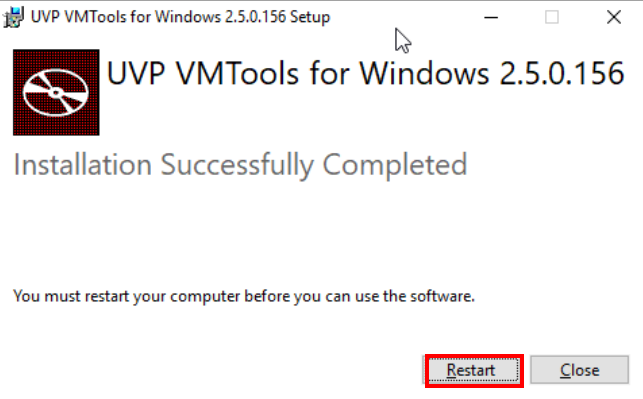 UVP VMTools for Windows 2.5.0.156 Setup
UVP VMTools for Windows 2.5.0.156
Installation Successfully Completed
You must restart your computer before you can use the software.
Restart
Close